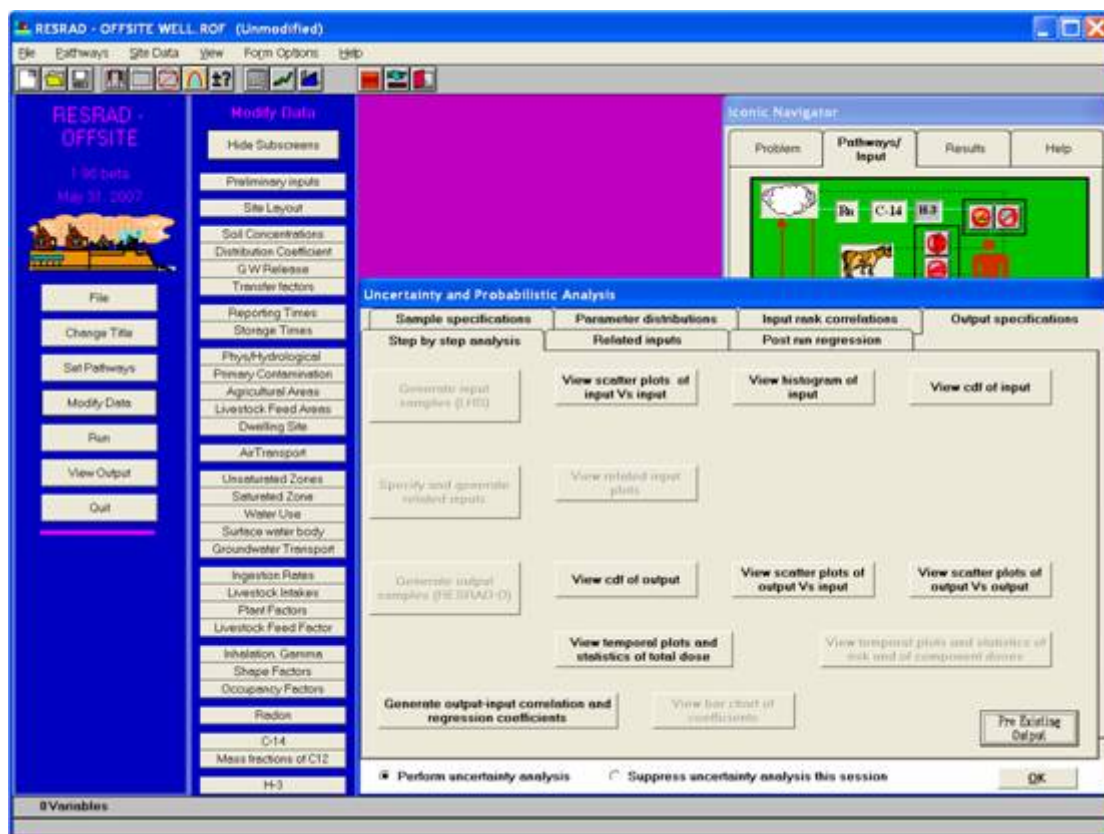 RESRAD - OFFSITE WELL.ROF (Unmodified)
File Pathways Site Data View Form Options Help
RESRAD -
OFFSITE
1.96 beta
May 31, 2007
File
Change Title
Set Pathways
Modify Data
Run
View Output
Quit
Modify Data
Hide Subscreens
Preliminary inputs
Site Layout
Soil Concentrations
Distribution Coefficient
G W Release
Transfer factors
Reporting Times
Storage Times
Phys/Hydrological
Primary Contamination
Agricultural Areas
Livestock Feed Areas
Dwelling Site
AirTransport
Unsaturated Zones
Saturated Zone
Water Use
Surface water body
Groundwater Transport
Ingestion Rates
Livestock Intakes
Plant Factors
Livestock Feed Factor
Inhalation, Gamma
Shape Factors
Occupancy Factors
Radon
C-14
Mass fractions of C12
H-3
Iconic Navigator
Problem Pathways/ Results Help
Input
Rn C-14 H-3
Uncertainty and Probabilistic Analysis
Sample specifications Parameter distributions Input rank correlations Output specifications
Step by step analysis Related inputs Post run regression
Generate input
samples (LHS)
View scatter plots of
input Vs input
View histogram of
input
View cdf of input
Specify and generate
related inputs
View related input
plots
Generate output
samples (RESRAD-O)
View cdf of output
View scatter plots of
output Vs input
View scatter plots of
output Vs output
View temporal plots and
statistics of total dose
View temporal plots and statistics of
risk and of component doses
Generate output-input correlation and
regression coefficients
View bar chart of
coefficients
Pre Existing
Output
Perform uncertainty analysis Suppress uncertainty analysis this session OK
0 Variables